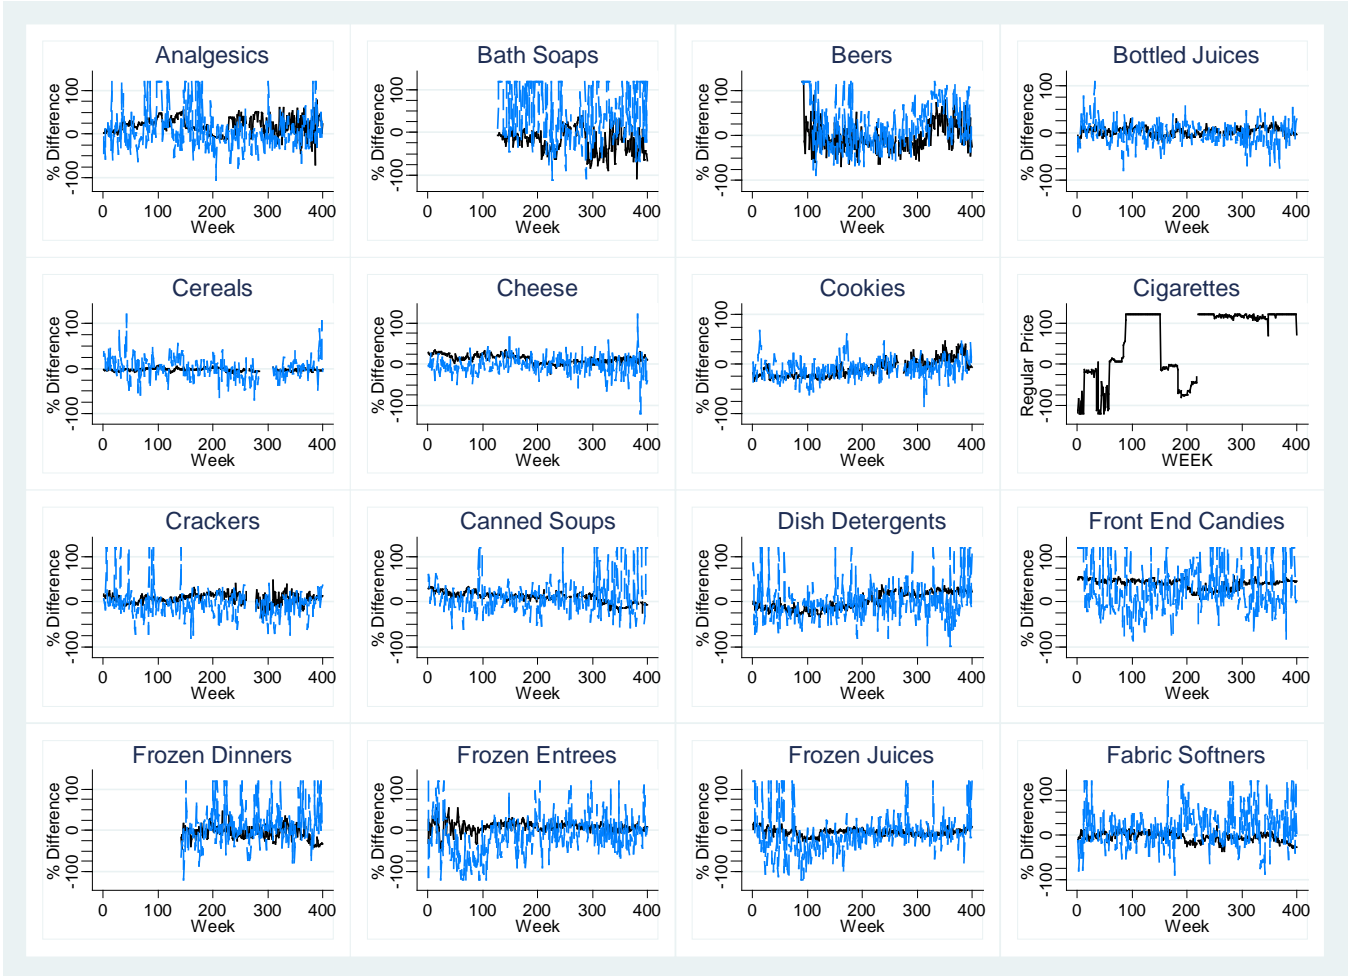 Analgesics
% Difference
100
0
-100
0 100 200 300 400
Week
Bath Soaps
% Difference
100
0
-100
0 100 200 300 400
Week
Beers
% Difference
100
0
-100
0 100 200 300 400
Week
Bottled Juices
% Difference
100
0
-100
0 100 200 300 400
Week
Cereals
% Difference
100
0
-100
0 100 200 300 400
Week
Cheese
% Difference
100
0
-100
0 100 200 300 400
Week
Cookies
% Difference
100
0
-100
0 100 200 300 400
Week
Cigarettes
Regular Price
100
0
-100
0 100 200 300 400
WEEK
Crackers
% Difference
100
0
-100
0 100 200 300 400
Week
Canned Soups
% Difference
100
0
-100
0 100 200 300 400
Week
Dish Detergents
% Difference
100
0
-100
0 100 200 300 400
Week
Front End Candies
% Difference
100
0
-100
0 100 200 300 400
Week
Frozen Dinners
% Difference
100
0
-100
0 100 200 300 400
Week
Frozen Entrees
% Difference
100
0
-100
0 100 200 300 400
Week
Frozen Juices
% Difference
100
0
-100
0 100 200 300 400
Week
Fabric Softners
% Difference
100
0
-100
0 100 200 300 400
Week